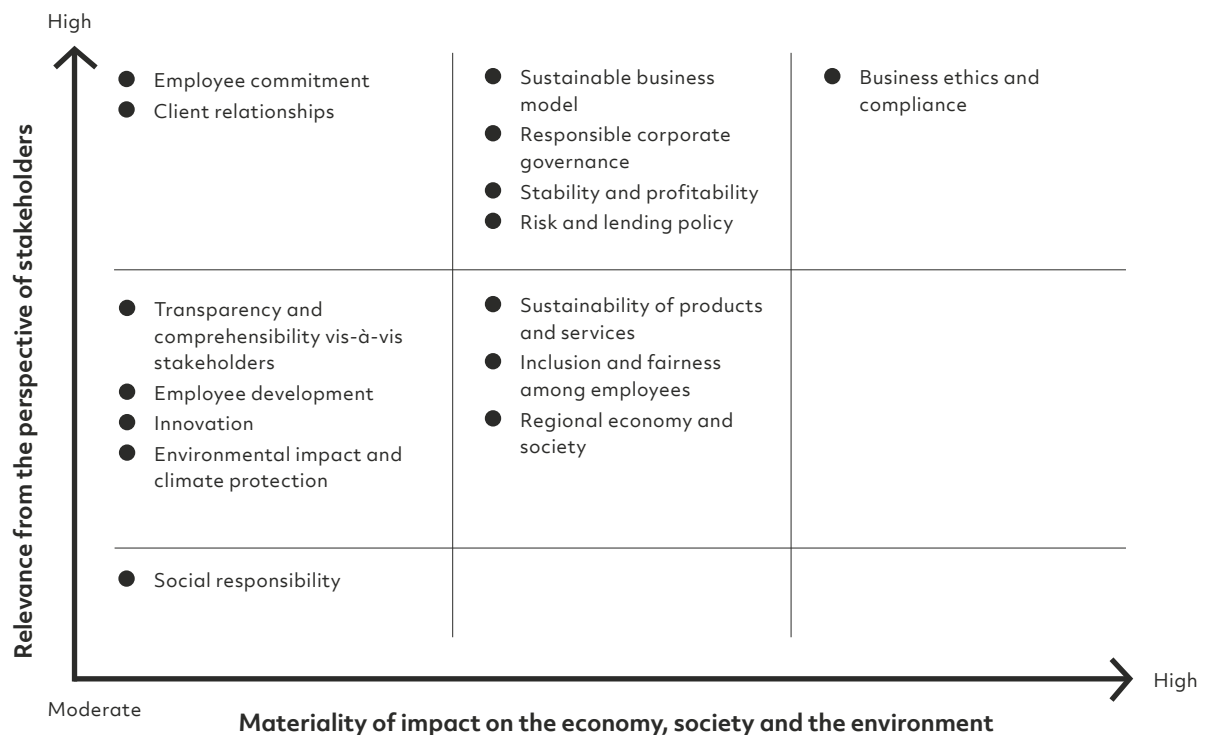 High
Relevance from the perspective of stakeholders
Employee commitment
Client relationships
Sustainable business
model
Responsible corporate
governance
Stability and profitability
Risk and lending policy
Business ethics and
compliance
Transparency and
comprehensibility vis-à-vis
stakeholders
Employee development
Innovation
Environmental impact and
climate protection
Sustainability of products
and services
Inclusion and fairness
among employees
Regional economy and
society
Social responsibility
High
Moderate
Materiality of impact on the economy, society and the environment